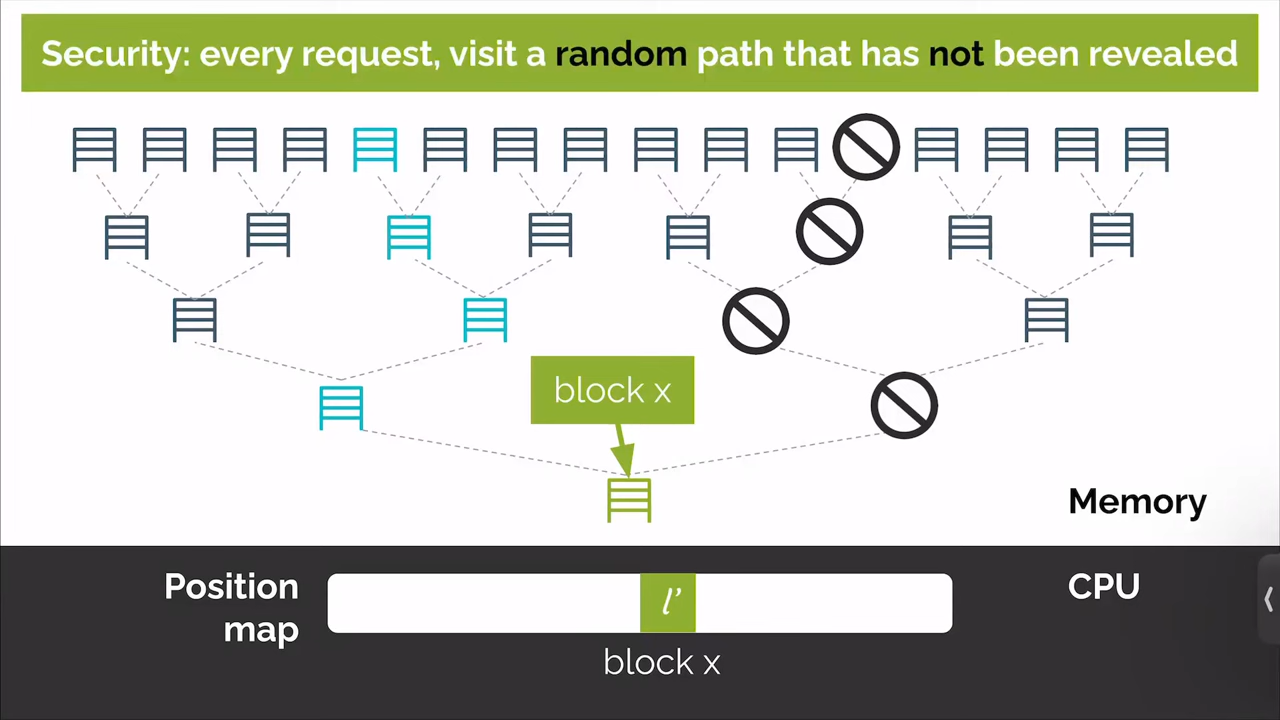 Security: every request, visit a random path that has not been revealed
block x
Memory
Position
map
l’
CPU
block x